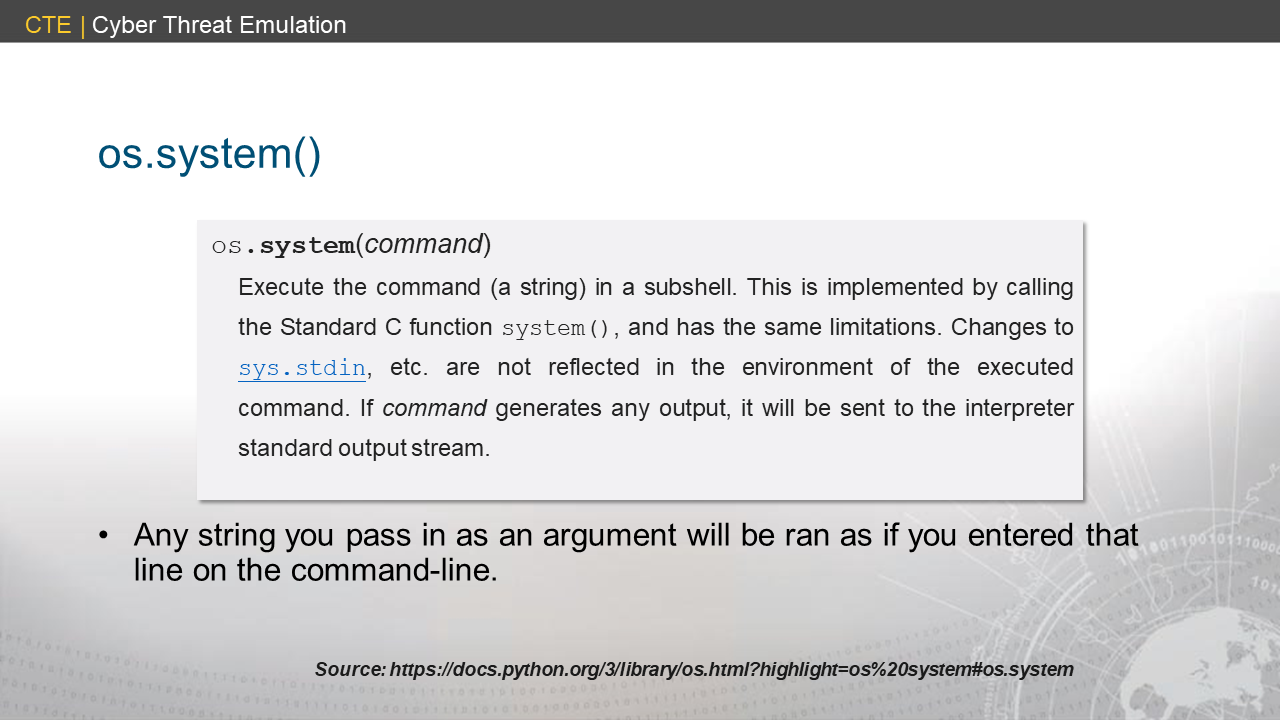 CTE | Cyber Threat Emulation
os.system()
os.system(command)
Execute the command (a string) in a subshell. This is implemented by calling
the Standard C function system(), and has the same limitations. Changes to
sys.stdin, etc. are not reflected in the environment of the executed
command. If command generates any output, it will be sent to the interpreter
standard output stream.
• Any string you pass in as an argument will be ran as if you entered that
line on the command-line.
Source: https://docs.python.org/3/library/os.html?highlight=os%20system#os.system